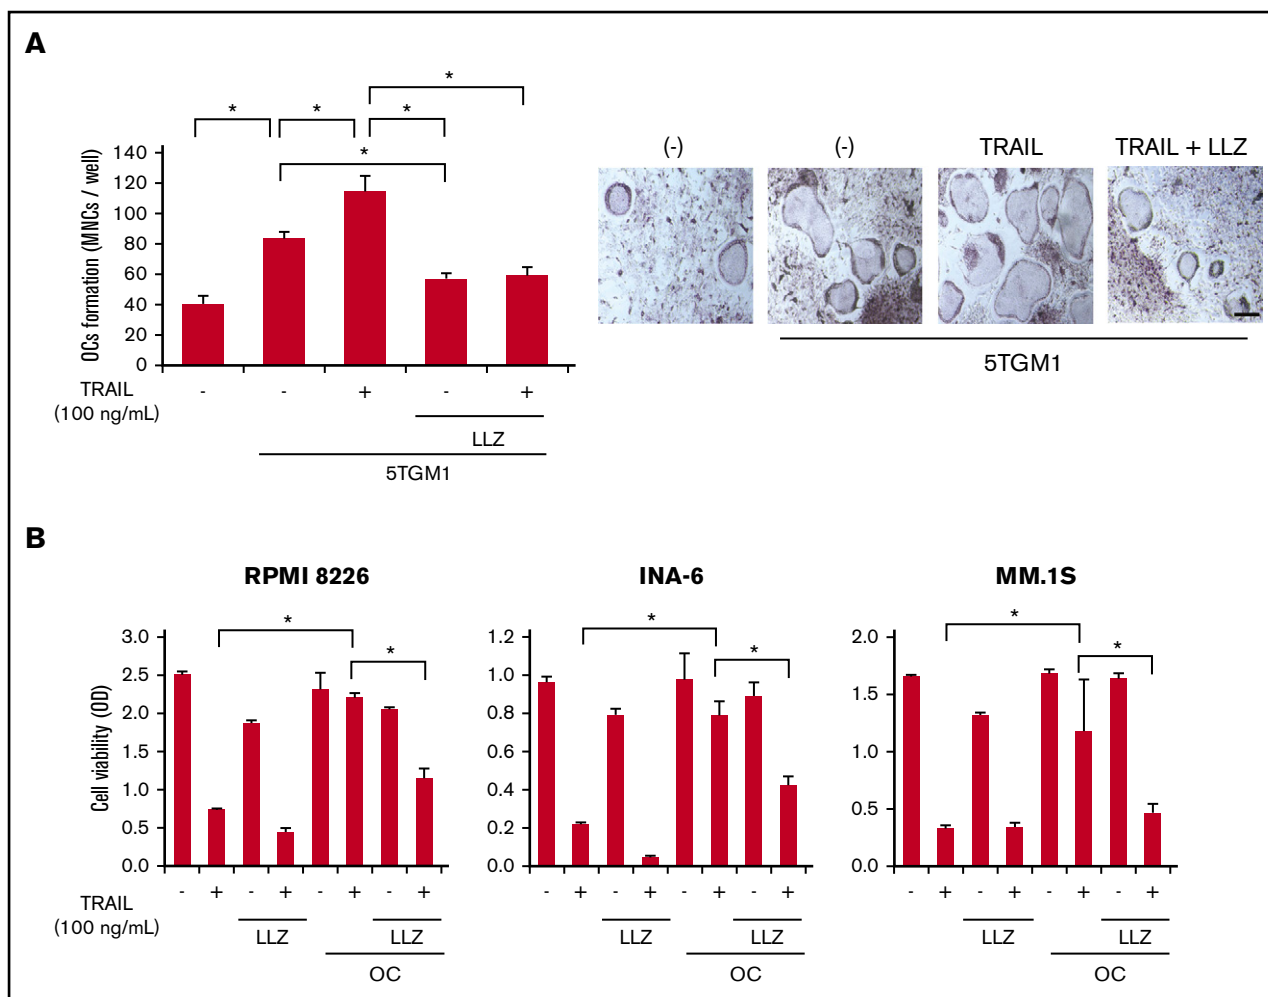 A
* * * *
*
OCs formation (MNCs / well)
140
120
100
80
60
40
20
0
TRAIL
(100 ng/mL)
- - + - +
LLZ
5TGM1
(-) (-) TRAIL TRAIL + LLZ
5TGM1
B
RPMI 8226
* *
Cell viability (OD)
3.0
2.5
2.0
1.5
1.0
0.5
0.0
TRAIL
(100 ng/mL)
- + - + - + - +
LLZ LLZ
OC
INA-6
* *
1.2
1.0
0.8
0.6
0.4
0.2
0.0
- + - + - + - +
LLZ LLZ
OC
MM.1S
* *
2.0
1.5
1.0
0.5
0.0
- + - + - + - +
LLZ LLZ
OC